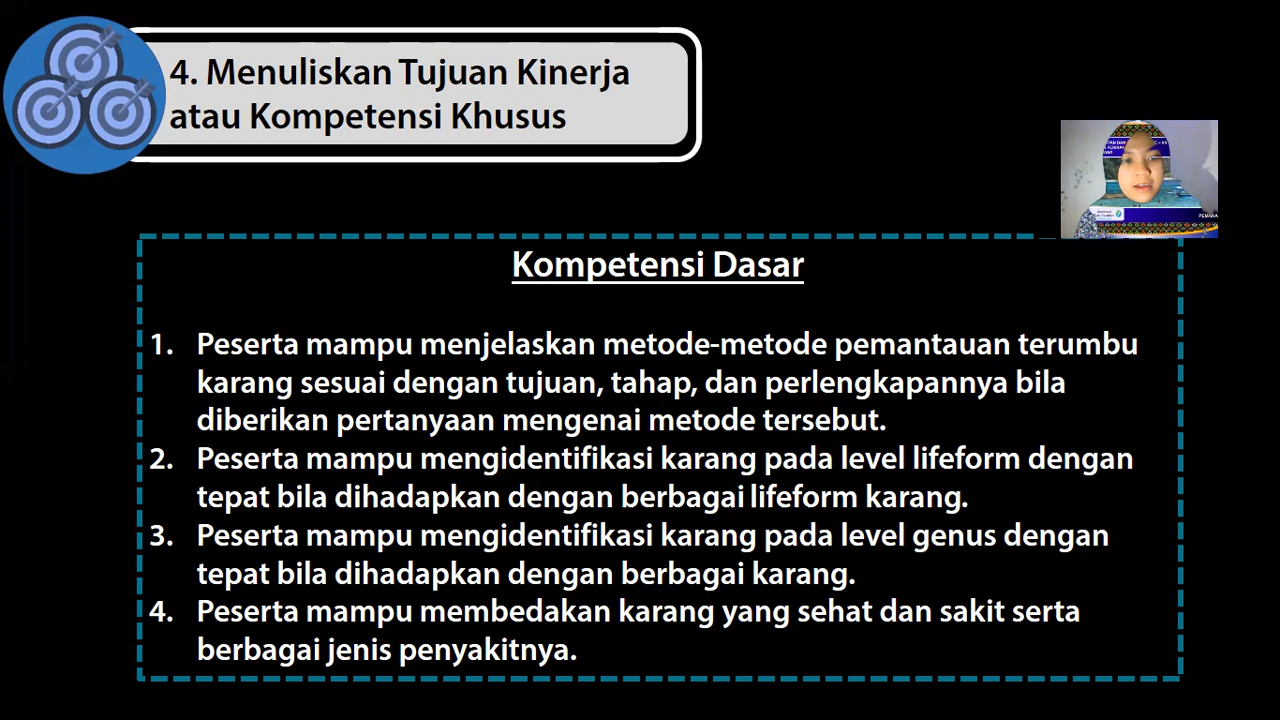 4. Menuliskan Tujuan Kinerja
atau Kompetensi Khusus
Kompetensi Dasar
1. Peserta mampu menjelaskan metode-metode pemantauan terumbu
karang sesuai dengan tujuan, tahap, dan perlengkapannya bila
diberikan pertanyaan mengenai metode tersebut.
2. Peserta mampu mengidentifikasi karang pada level lifeform dengan
tepat bila dihadapkan dengan berbagai lifeform karang.
3. Peserta mampu mengidentifikasi karang pada level genus dengan
tepat bila dihadapkan dengan berbagai karang.
4. Peserta mampu membedakan karang yang sehat dan sakit serta
berbagai jenis penyakitnya.